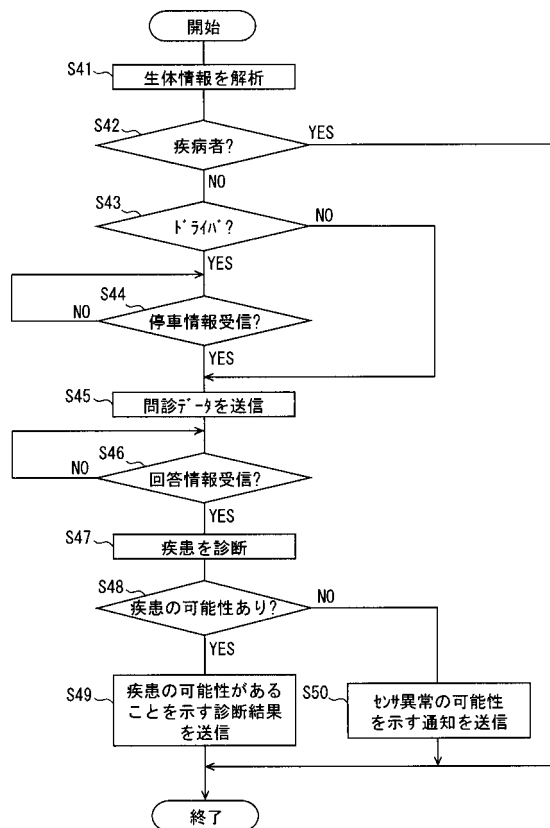 開始
S41
生体情報を解析
S42
疾病者?
YES
NO
S43
ドライバ?
NO
YES
S44
停車情報受信?
NO
YES
S45
問診データを送信
S46
回答情報受信?
NO
YES
S47
疾患を診断
S48
疾患の可能性あり?
NO
YES
S49
疾患の可能性がある
ことを示す診断結果
を送信
S50
センサ異常の可能性
を示す通知を送信
終了